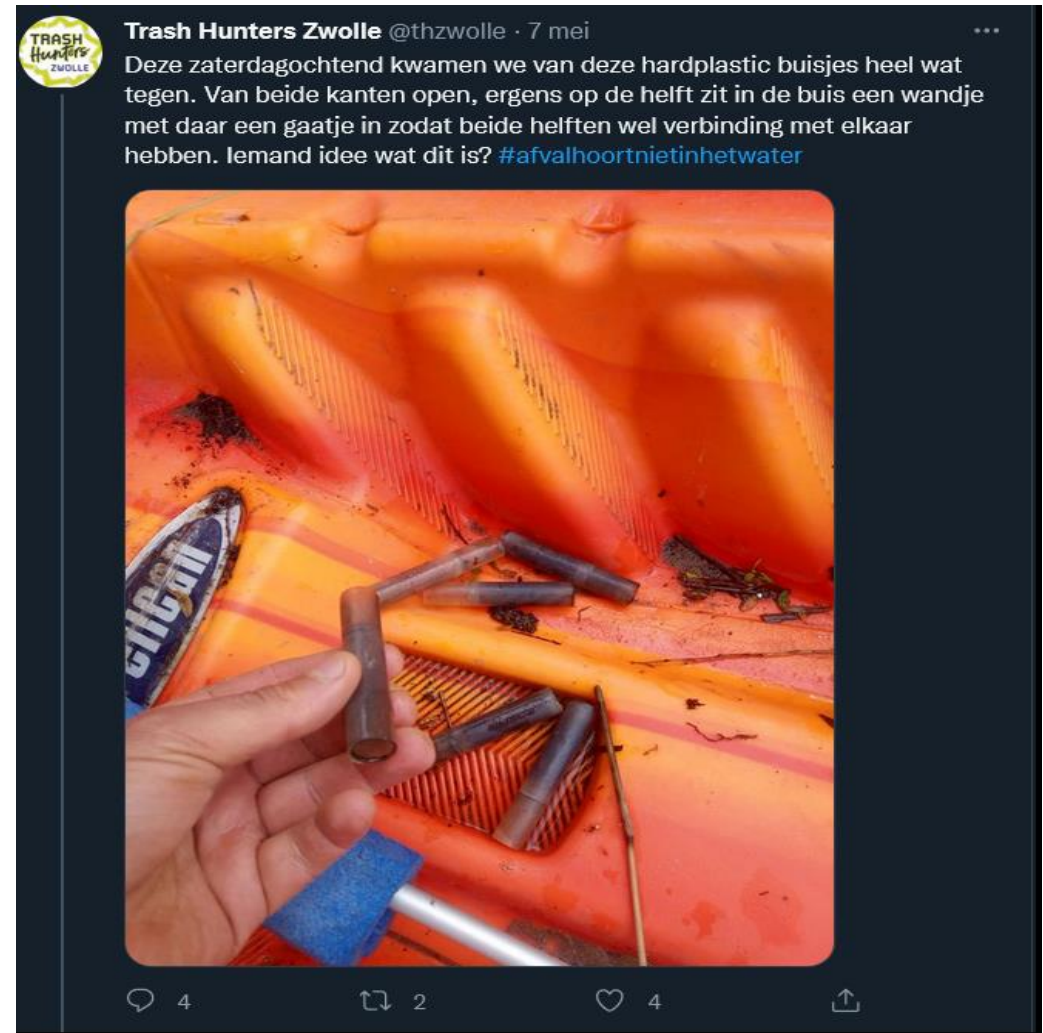 Trash Hunters Zwolle @thzwolle · 7 mei
TRASH
Hunters
ZWOLLE
Deze zaterdagochtend kwamen we van deze hardplastic buisjes heel wat
tegen. Van beide kanten open, ergens op de helft zit in de buis een wandje
met daar een gaatje in zodat beide helften wel verbinding met elkaar
hebben. Iemand idee wat dit is? #afvalhoortnietinhetwater
4
2
4